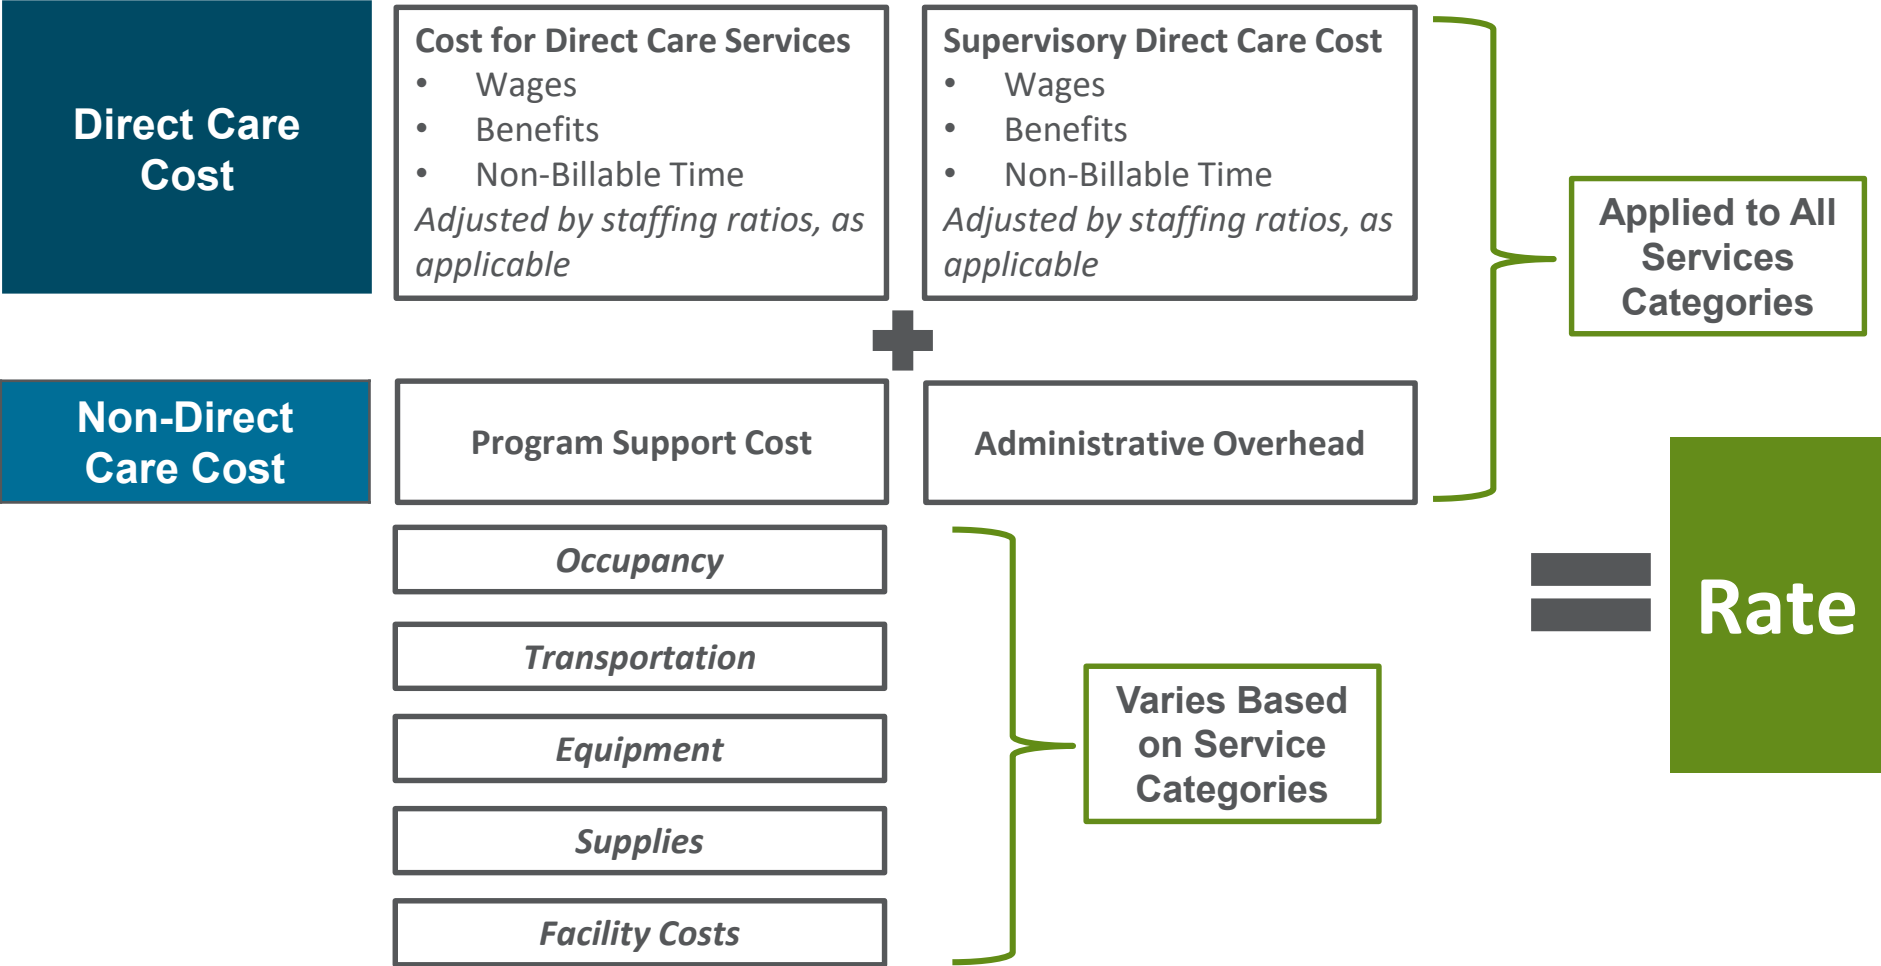 Direct Care
Cost
Cost for Direct Care Services
• Wages
• Benefits
• Non-Billable Time
Adjusted by staffing ratios, as
applicable
Supervisory Direct Care Cost
• Wages
• Benefits
• Non-Billable Time
Adjusted by staffing ratios, as
applicable
Applied to All
Services
Categories
Non-Direct
Care Cost
Program Support Cost
Administrative Overhead
Occupancy
Transportation
Equipment
Supplies
Facility Costs
Varies Based
on Service
Categories
Rate